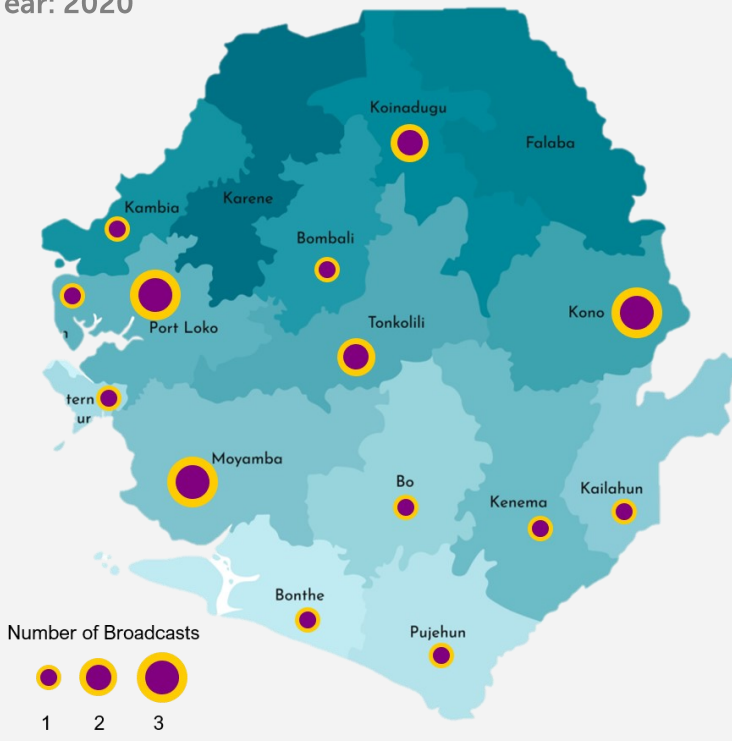 ear: 2020
Koinadugu
Falaba
Karene
Kambia
Bombali
Kono
Tonkolili
Port Loko
n
tern
ur
Moyamba
Bo
Kailahun
Kenema
Bonthe
Number of Broadcasts
Pujehun
1 2 3